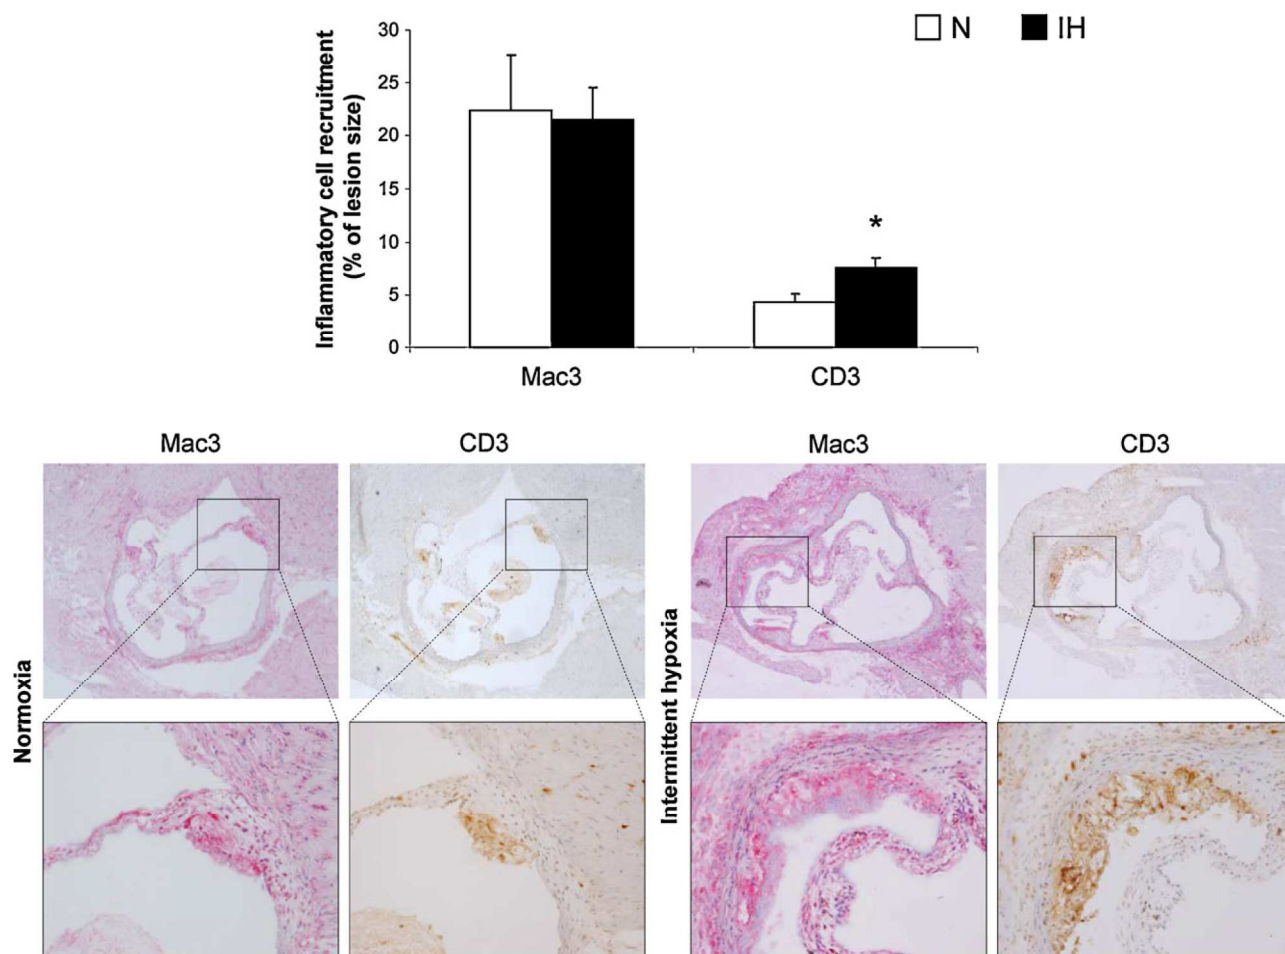 N
IH
Inflammatory cell recruitment
(% of lesion size)
30
25
20
15
10
5
0
*
Mac3
CD3
Mac3
CD3
Mac3
CD3
Normoxia
Intermittent hypoxia